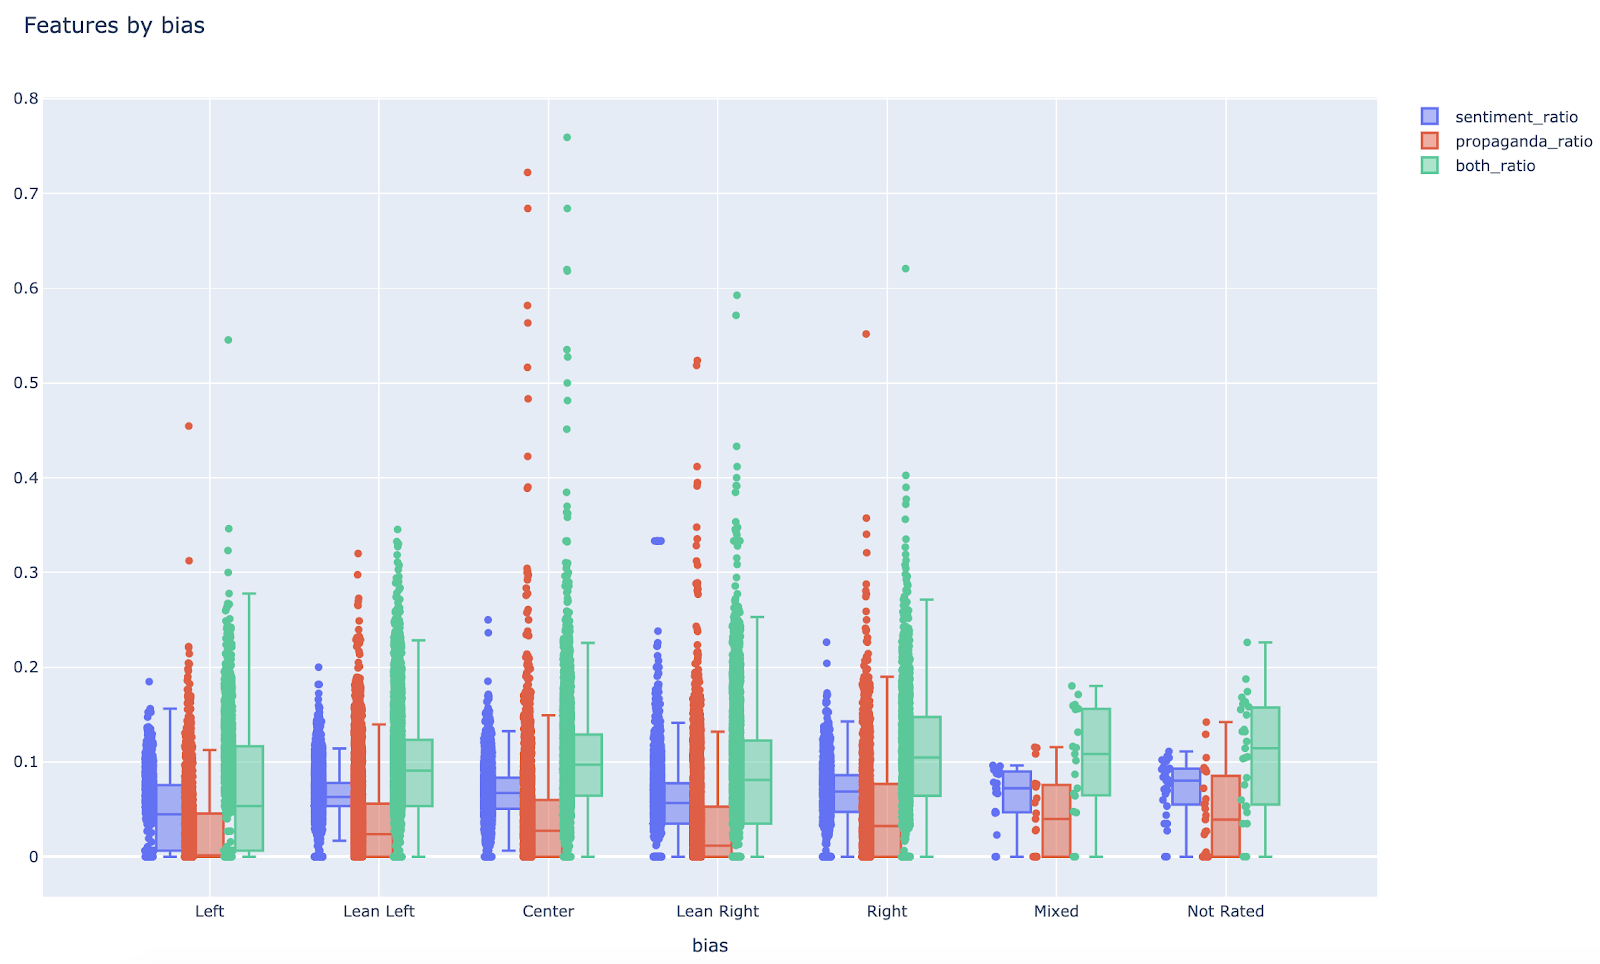 Features by bias
sentiment_ratio
propaganda_ratio
both_ratio
0.8
0.7
0.6
0.5
0.4
0.3
0.2
0.1
0
Left Lean Left Center Lean Right Right Mixed Not Rated
bias